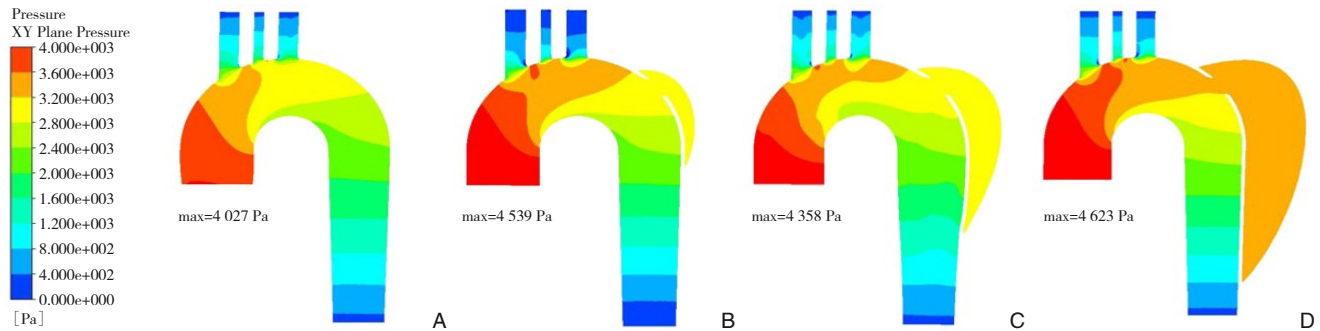 Pressure
XY Plane Pressure
4.000e+003
3.600e+003
3.200e+003
2.800e+003
2.400e+003
2.000e+003
1.600e+003
1.200e+003
8.000e+002
4.000e+002
0.000e+000
[Pa]
max=4 027 Pa
A
max=4 539 Pa
B
max=4 358 Pa
C
max=4 623 Pa
D